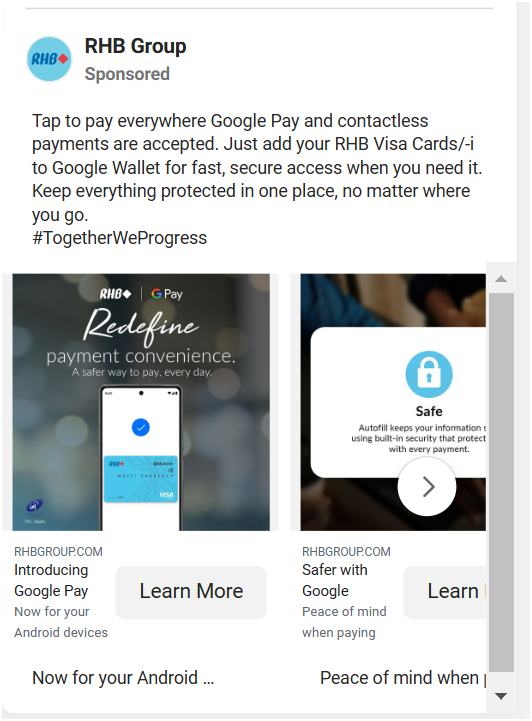 RHB Group
Sponsored
RHB
Tap to pay everywhere Google Pay and contactless
payments are accepted. Just add your RHB Visa Cards/-i
to Google Wallet for fast, secure access when you need it.
Keep everything protected in one place, no matter where
you go.
#TogetherWeProgress
RHB G Pay
Redefine
payment convenience.
A safer way to pay, every day.
RHB
MULTI CURRENCY
VISA
T&C Apply.
Safe
Autofill keeps your information s
using built-in security that protect
with every payment.
RHBGROUP.COM
Introducing
Google Pay
Now for your
Android devices
Learn More
RHBGROUP.COM
Safer with
Google
Peace of mind
when paying
Learn
Now for your Android ...
Peace of mind when